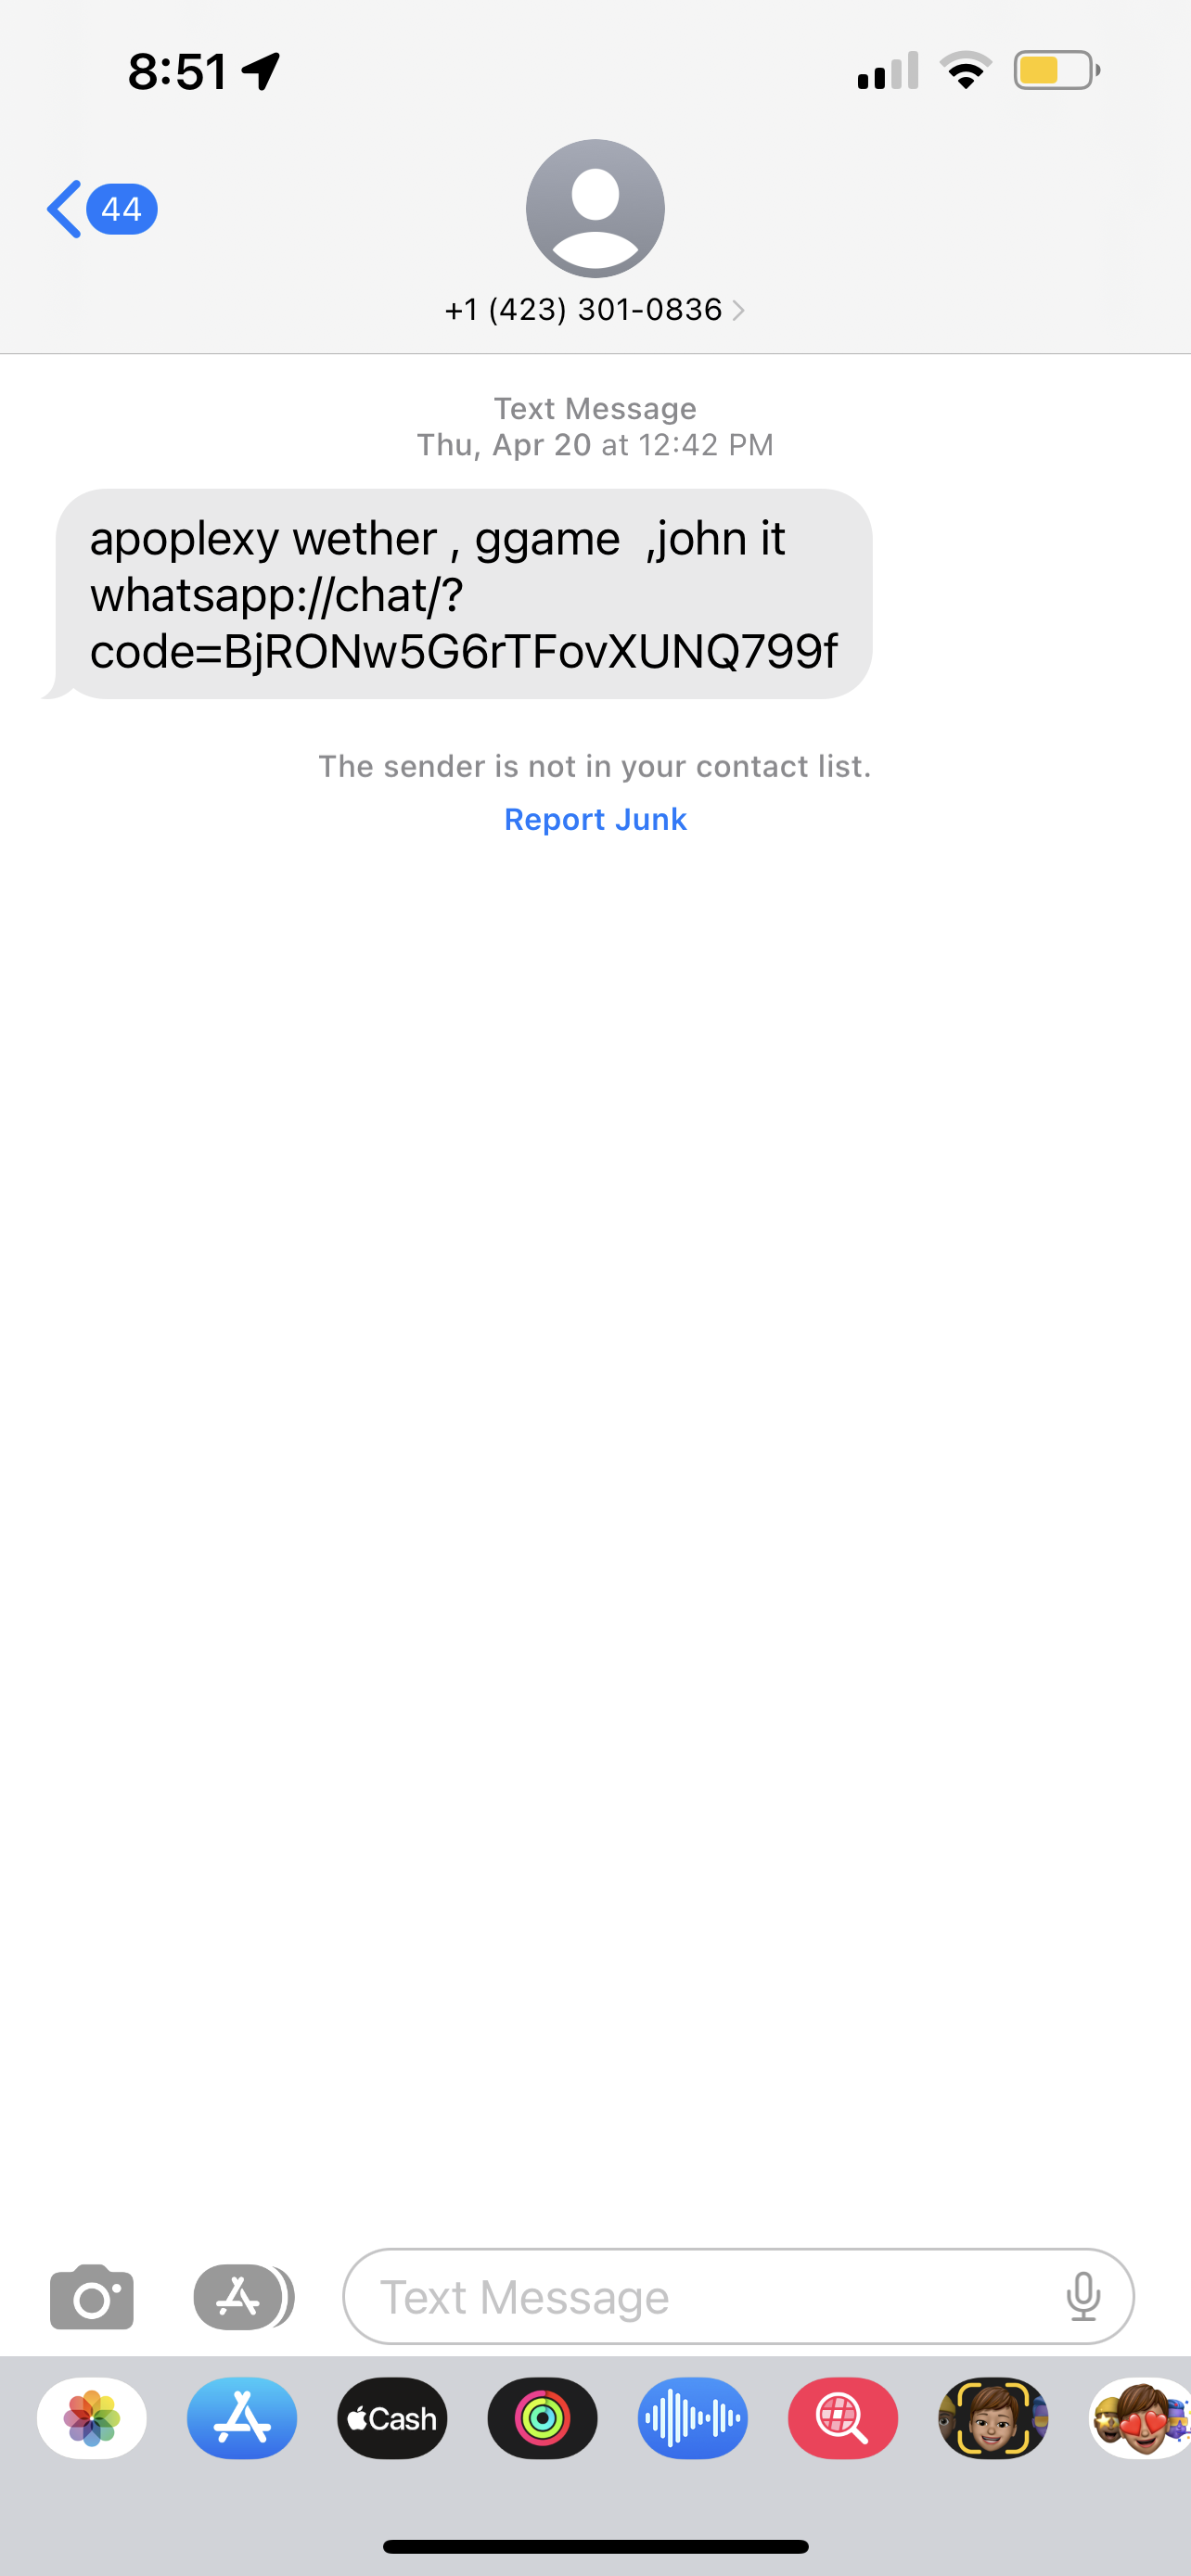 8:51
44
+1 (423) 301-0836
Text Message
Thu, Apr 20 at 12:42 PM
apoplexy wether , ggame  ,john it
whatsapp://chat/?
code=BjRONw5G6rTFovXUNQ799f
The sender is not in your contact list.
Report Junk
Text Message
Cash